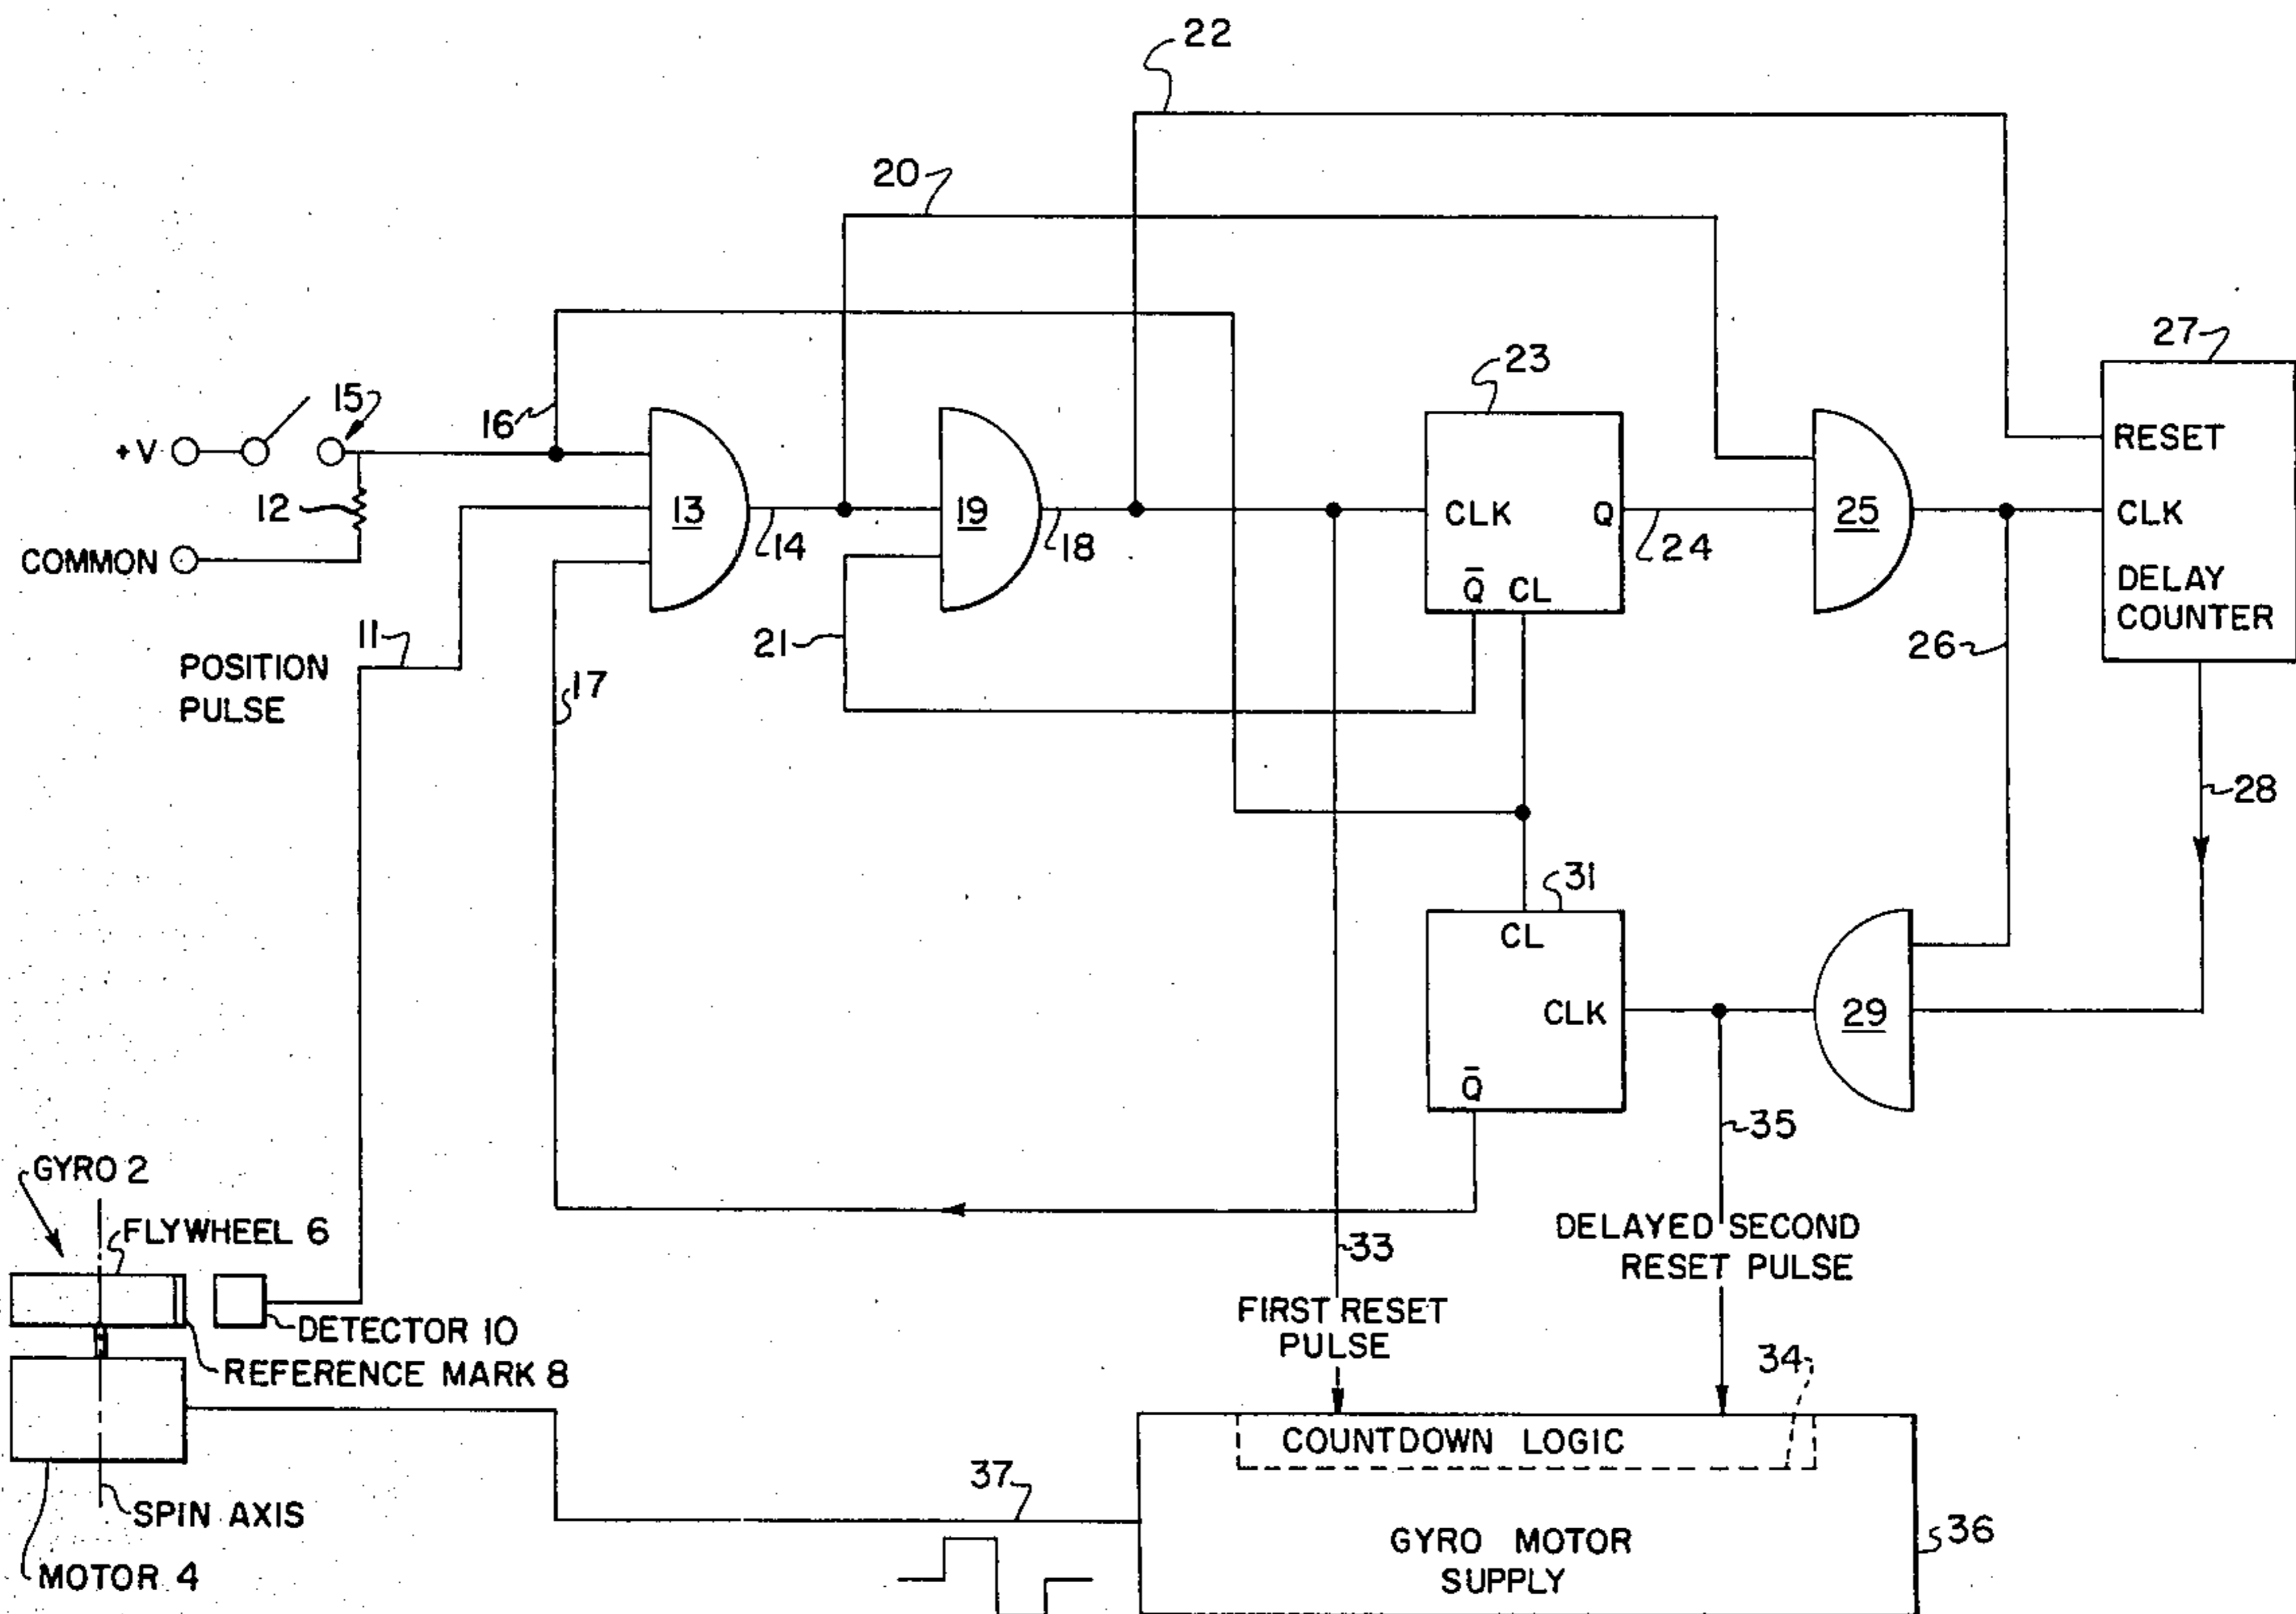 22
20
27
23
15
16
+V
RESET
12
13
19
CLK
Q
25
CLK
14
18
24
COMMON
Q̅ CL
DELAY
COUNTER
11
21
26
POSITION
PULSE
17
28
31
CL
CLK
29
Q̅
35
GYRO 2
FLYWHEEL 6
33
DELAYED SECOND
RESET PULSE
FIRST RESET
PULSE
DETECTOR 10
REFERENCE MARK 8
34
COUNTDOWN LOGIC
37
SPIN AXIS
36
GYRO MOTOR
SUPPLY
MOTOR 4